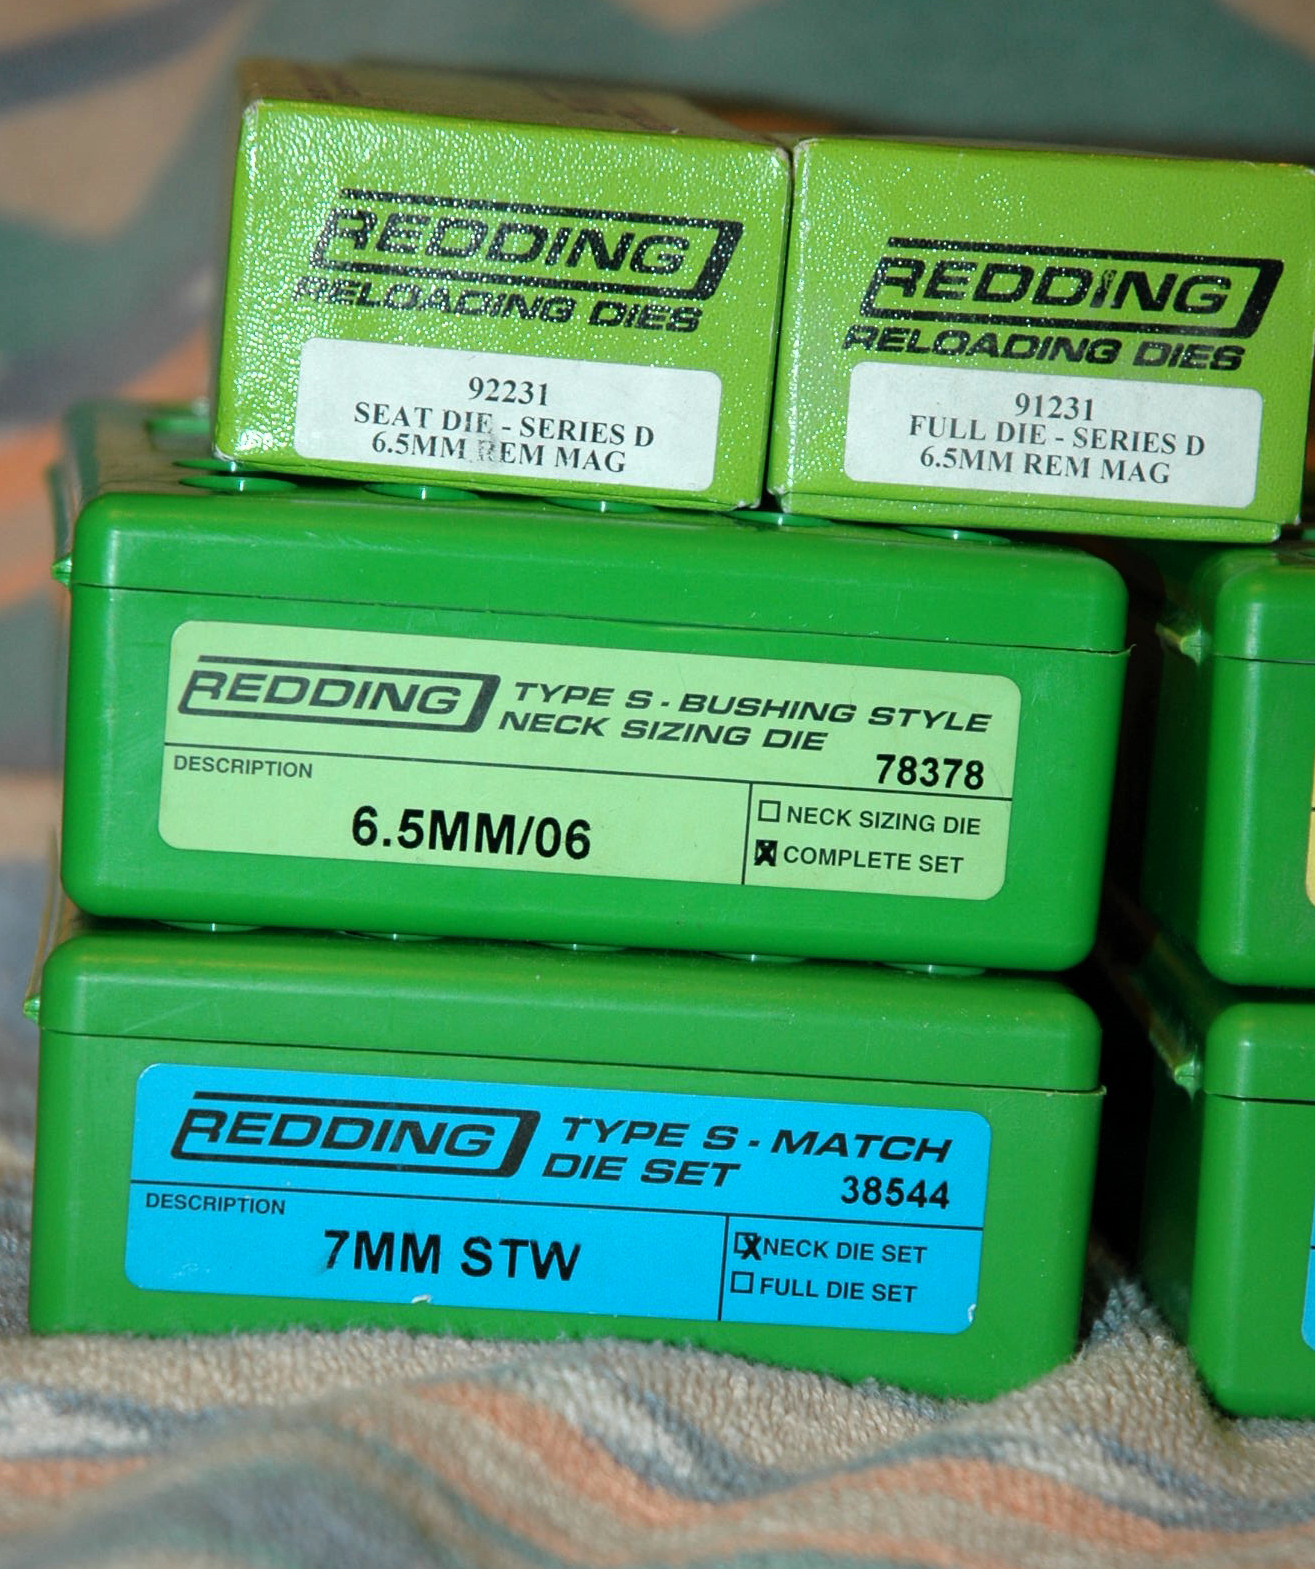 REDDING
RELOADING DIES
92231
SEAT DIE - SERIES D
6.5MM REM MAG
REDDING
RELOADING DIES
91231
FULL DIE - SERIES D
6.5MM REM MAG
REDDING TYPE S - BUSHING STYLE
NECK SIZING DIE
78378
DESCRIPTION
6.5MM/06
NECK SIZING DIE
COMPLETE SET
REDDING TYPE S - MATCH
DIE SET
38544
DESCRIPTION
7MM STW
NECK DIE SET
FULL DIE SET